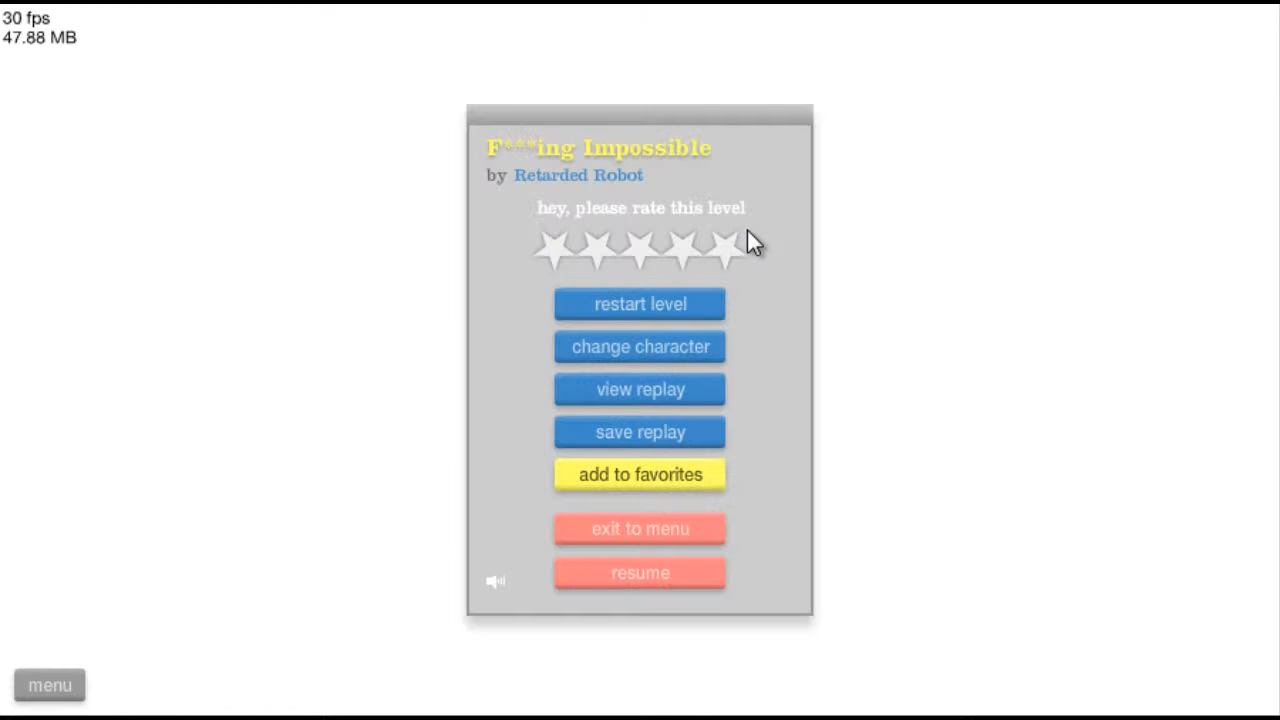 30 fps
47.88 MB
F***ing Impossible
by Retarded Robot
hey, please rate this level
restart level
change character
view replay
save replay
add to favorites
exit to menu
resume
menu